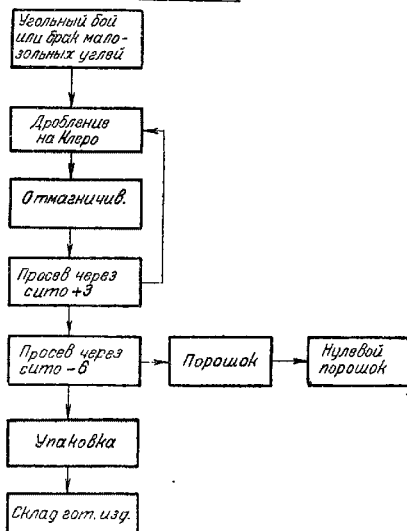 Угольный бой
или брак мало-
зольных углей
Дробление
на Клеро
Отмагничив.
Просев через
сито +3
Просев через
сито -6
Порошок
Нулевой
порошок
Упаковка
Склад гот. изд.